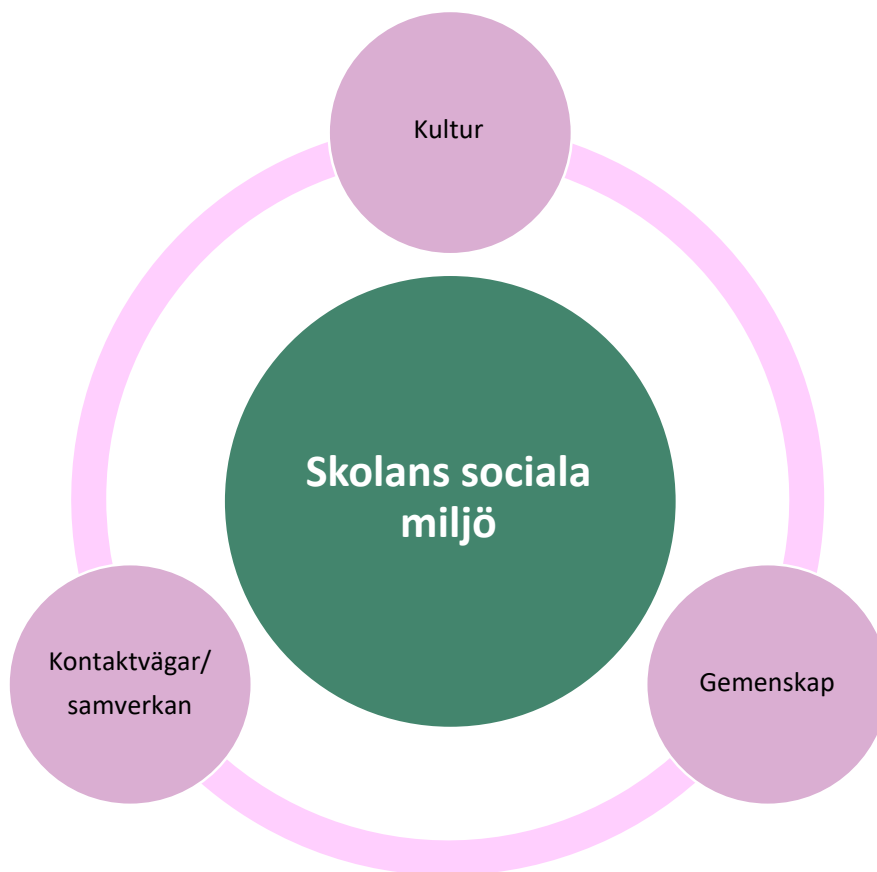 Kultur
Skolans sociala
miljö
Kontaktvägar/
samverkan
Gemenskap